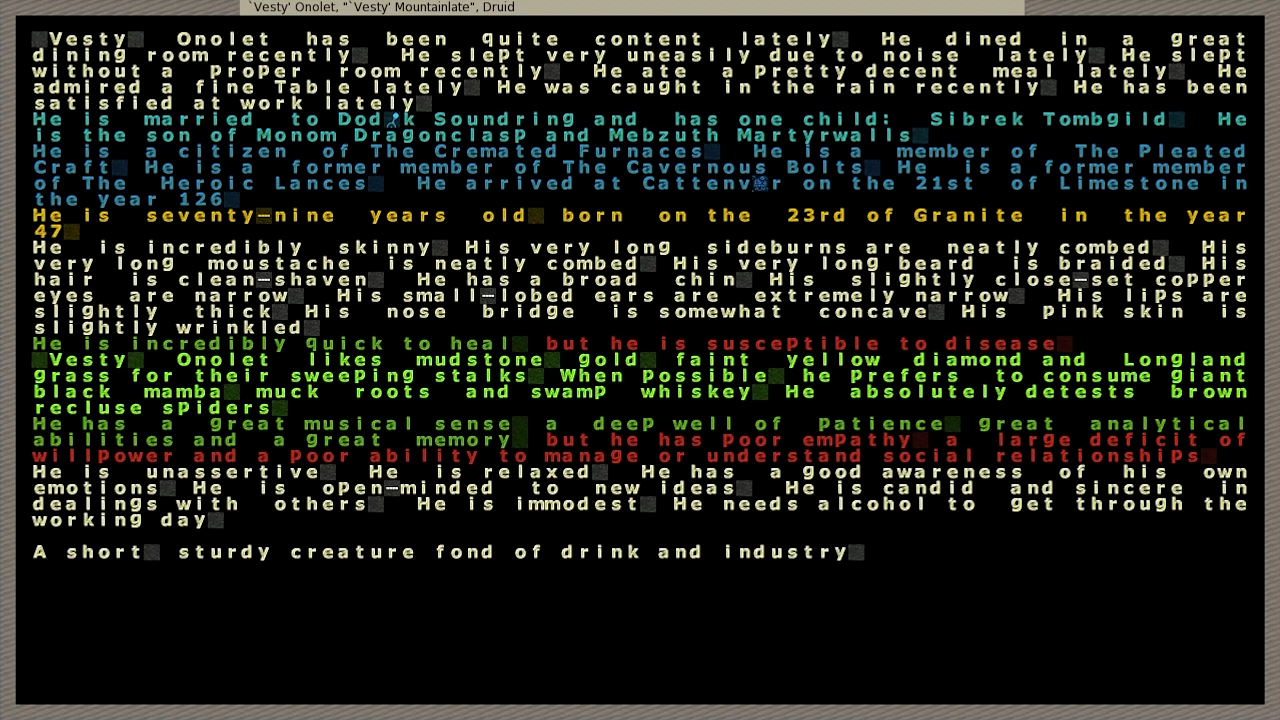 `Vesty' Onolet, "`Vesty' Mountainlate", Druid
Vesty Onolet has been quite content lately He dined in a great
dining room recently He slept very uneasily due to noise lately He slept
without a proper room recently He ate a pretty decent meal lately He
admired a fine Table lately He was caught in the rain recently He has been
satisfied at work lately
He is married to Dod k Soundring and has one child: Sibrek Tombgild He
is the son of Monom Dragonclasp and Mebzuth Martyrwalls
He is a citizen of The Cremated Furnaces He is a member of The Pleated
Craft He is a former member of The Cavernous Bolts He is a former member
of The Heroic Lances He arrived at Cattenv r on the 21st of Limestone in
the year 126
He is seventy-nine years old born on the 23rd of Granite in the year
47
He is incredibly skinny His very long sideburns are neatly combed His
very long moustache is neatly combed His very long beard is braided His
hair is clean-shaven He has a broad chin His slightly close-set copper
eyes are narrow His small-lobed ears are extremely narrow His lips are
slightly thick His nose bridge is somewhat concave His pink skin is
slightly wrinkled
He is incredibly quick to heal but he is susceptible to disease
Vesty Onolet likes mudstone gold faint yellow diamond and Longland
grass for their sweeping stalks When possible he prefers to consume giant
black mamba muck roots and swamp whiskey He absolutely detests brown
recluse spiders
He has a great musical sense a deep well of patience great analytical
abilities and a great memory but he has poor empathy a large deficit of
willpower and a poor ability to manage or understand social relationships
He is unassertive He is relaxed He has a good awareness of his own
emotions He is open-minded to new ideas He is candid and sincere in
dealings with others He is immodest He needs alcohol to get through the
working day
A short sturdy creature fond of drink and industry